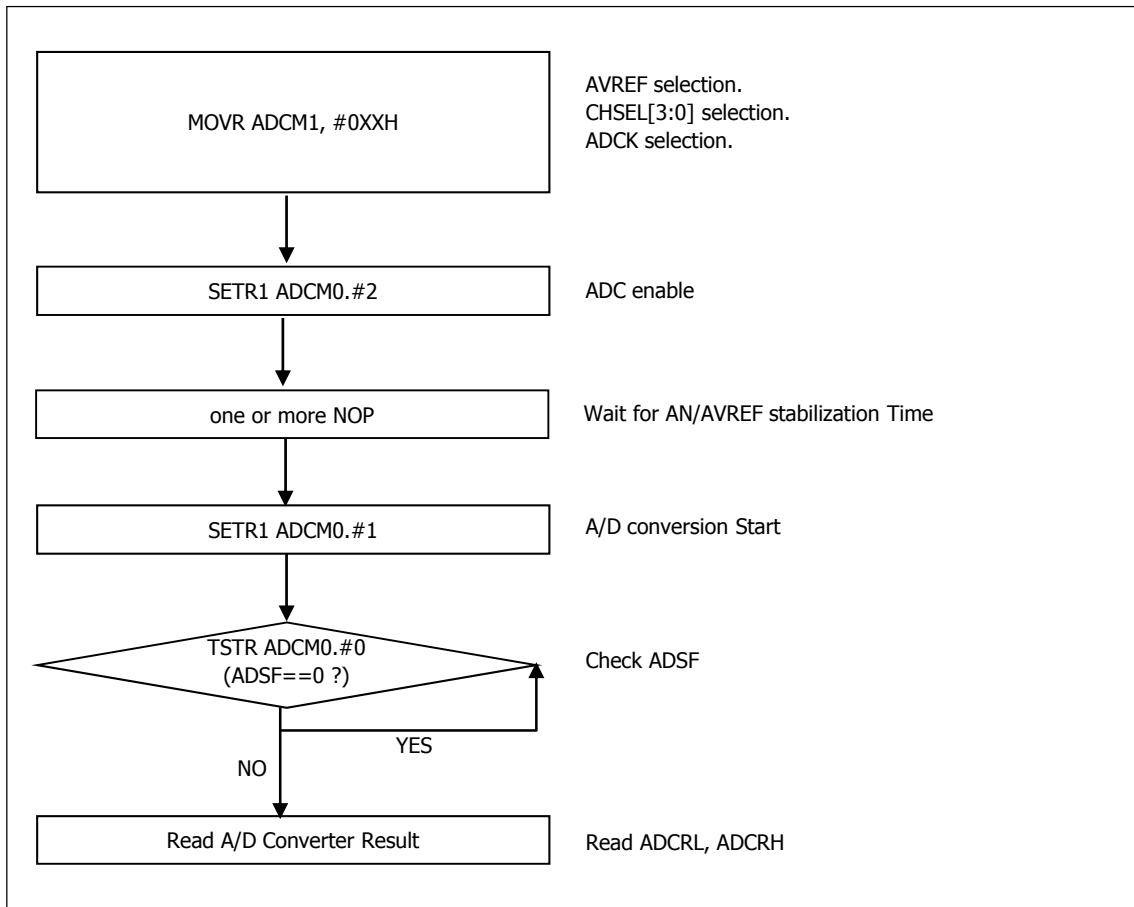 MOVR ADCM1, #0XXH
AVREF selection.
CHSEL[3:0] selection.
ADCK selection.
SETR1 ADCM0.#2
ADC enable
one or more NOP
Wait for AN/AVREF stabilization Time
SETR1 ADCM0.#1
A/D conversion Start
TSTR ADCM0.#0
(ADSF==0 ?)
Check ADSF
YES
NO
Read A/D Converter Result
Read ADCRL, ADCRH